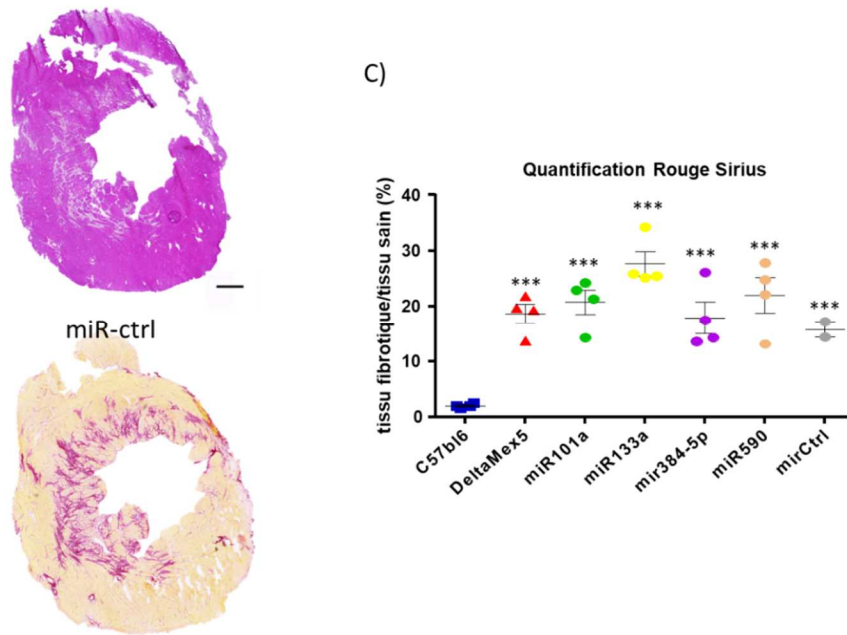 C)
miR-ctrl
Quantification Rouge Sirius
tissu fibrotique/tissu sain (%)
40
30
20
10
0
***
***
***
***
***
***
C57bl6
DeltaMex5
miR101a
miR133a
mir384-5p
miR590
mirCtrl